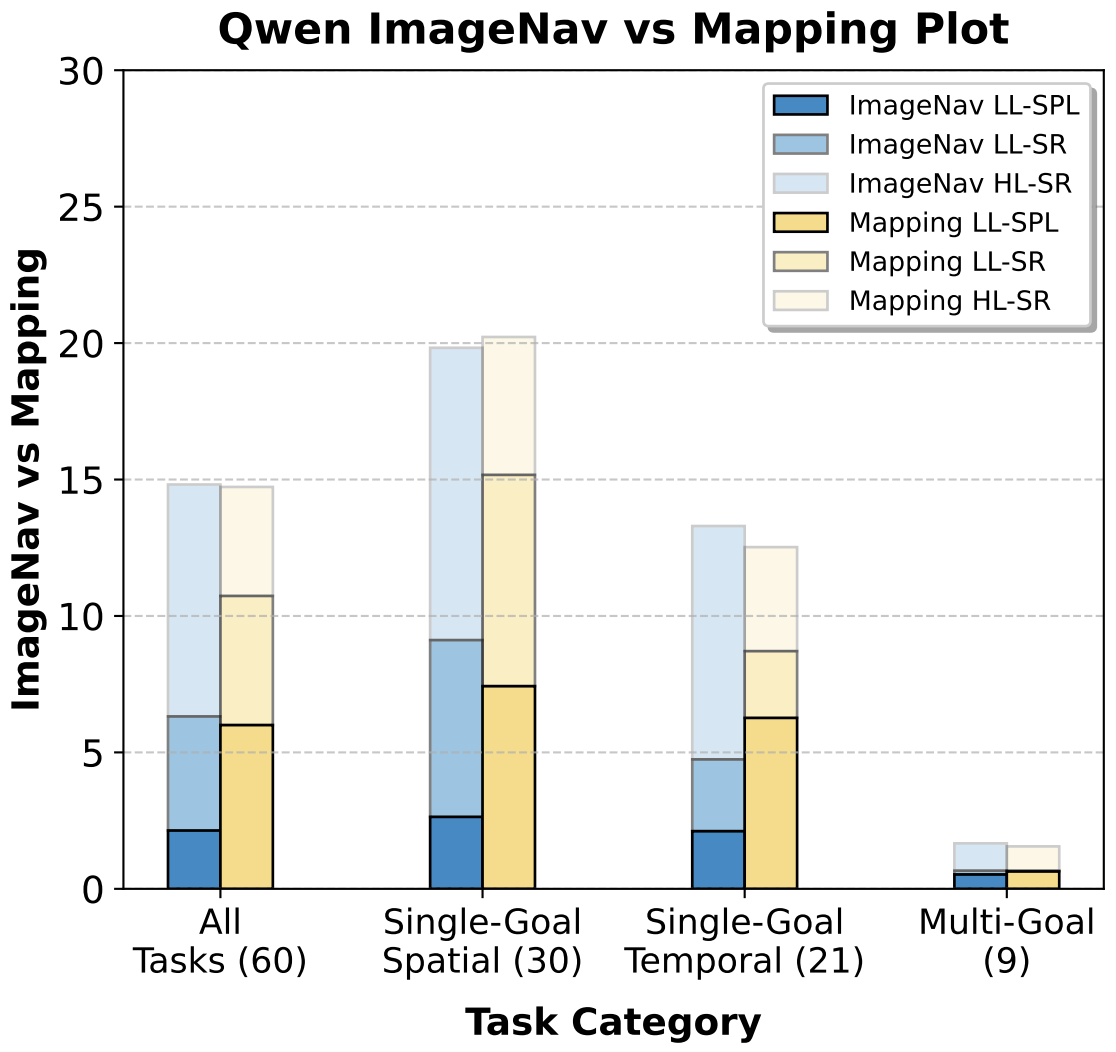 Qwen ImageNav vs Mapping Plot
ImageNav vs Mapping
30
25
20
15
10
5
0
ImageNav LL-SPL
ImageNav LL-SR
ImageNav HL-SR
Mapping LL-SPL
Mapping LL-SR
Mapping HL-SR
All
Tasks (60)
Single-Goal
Spatial (30)
Single-Goal
Temporal (21)
Multi-Goal
(9)
Task Category